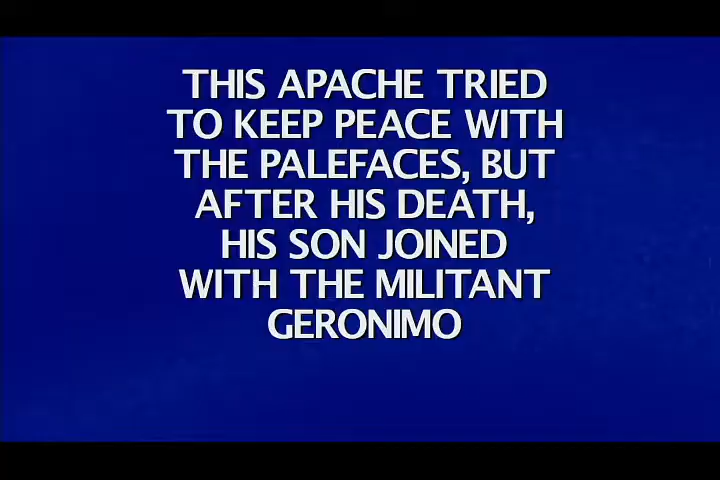 THIS APACHE TRIED
TO KEEP PEACE WITH
THE PALEFACES, BUT
AFTER HIS DEATH,
HIS SON JOINED
WITH THE MILITANT
GERONIMO